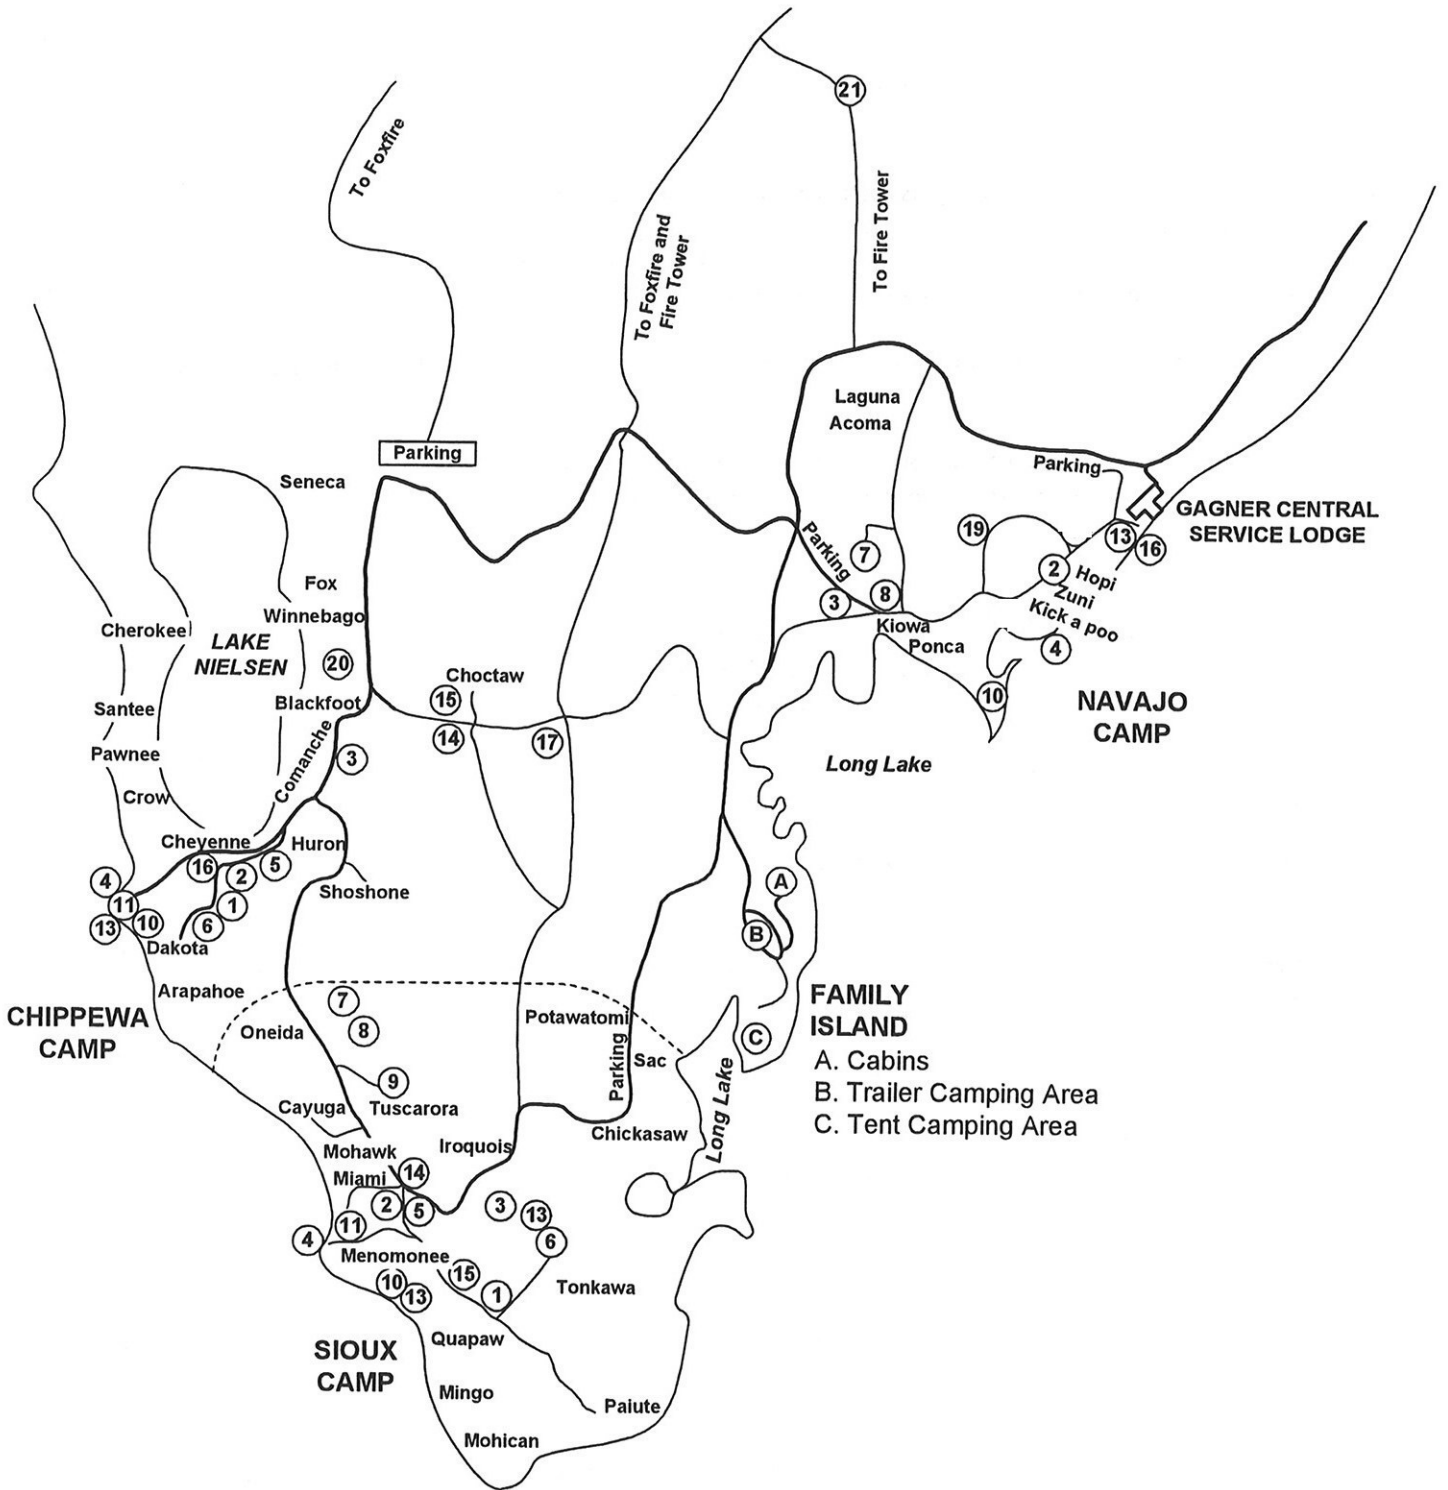 21
To Foxfire
To Foxfire and
Fire Tower
To Fire Tower
Laguna
Acoma
Parking
Seneca
Parking
GAGNER CENTRAL
SERVICE LODGE
19
13
16
Parking
7
2
Hopi
Zuni
Kick a poo
Fox
Winnebago
3
8
Kiowa
Ponca
4
Cherokee
LAKE
NIELSEN
20
Choctaw
15
10
NAVAJO
CAMP
Santee
Blackfoot
14
17
Pawnee
Comanche
3
Long Lake
Crow
Cheyenne
Huron
16
5
4
2
Shoshone
A
11
1
13
10
6
Dakota
B
Arapahoe
7
FAMILY
ISLAND
CHIPPEWA
CAMP
Oneida
8
Potawatomi
C
Parking
Sac
A. Cabins
B. Trailer Camping Area
C. Tent Camping Area
9
Cayuga
Tuscarora
Long Lake
Chickasaw
Mohawk
Iroquois
Miami
14
2
5
3
13
11
4
6
Menomonee
10
13
15
1
Tonkawa
SIOUX
CAMP
Quapaw
Mingo
Paiute
Mohican